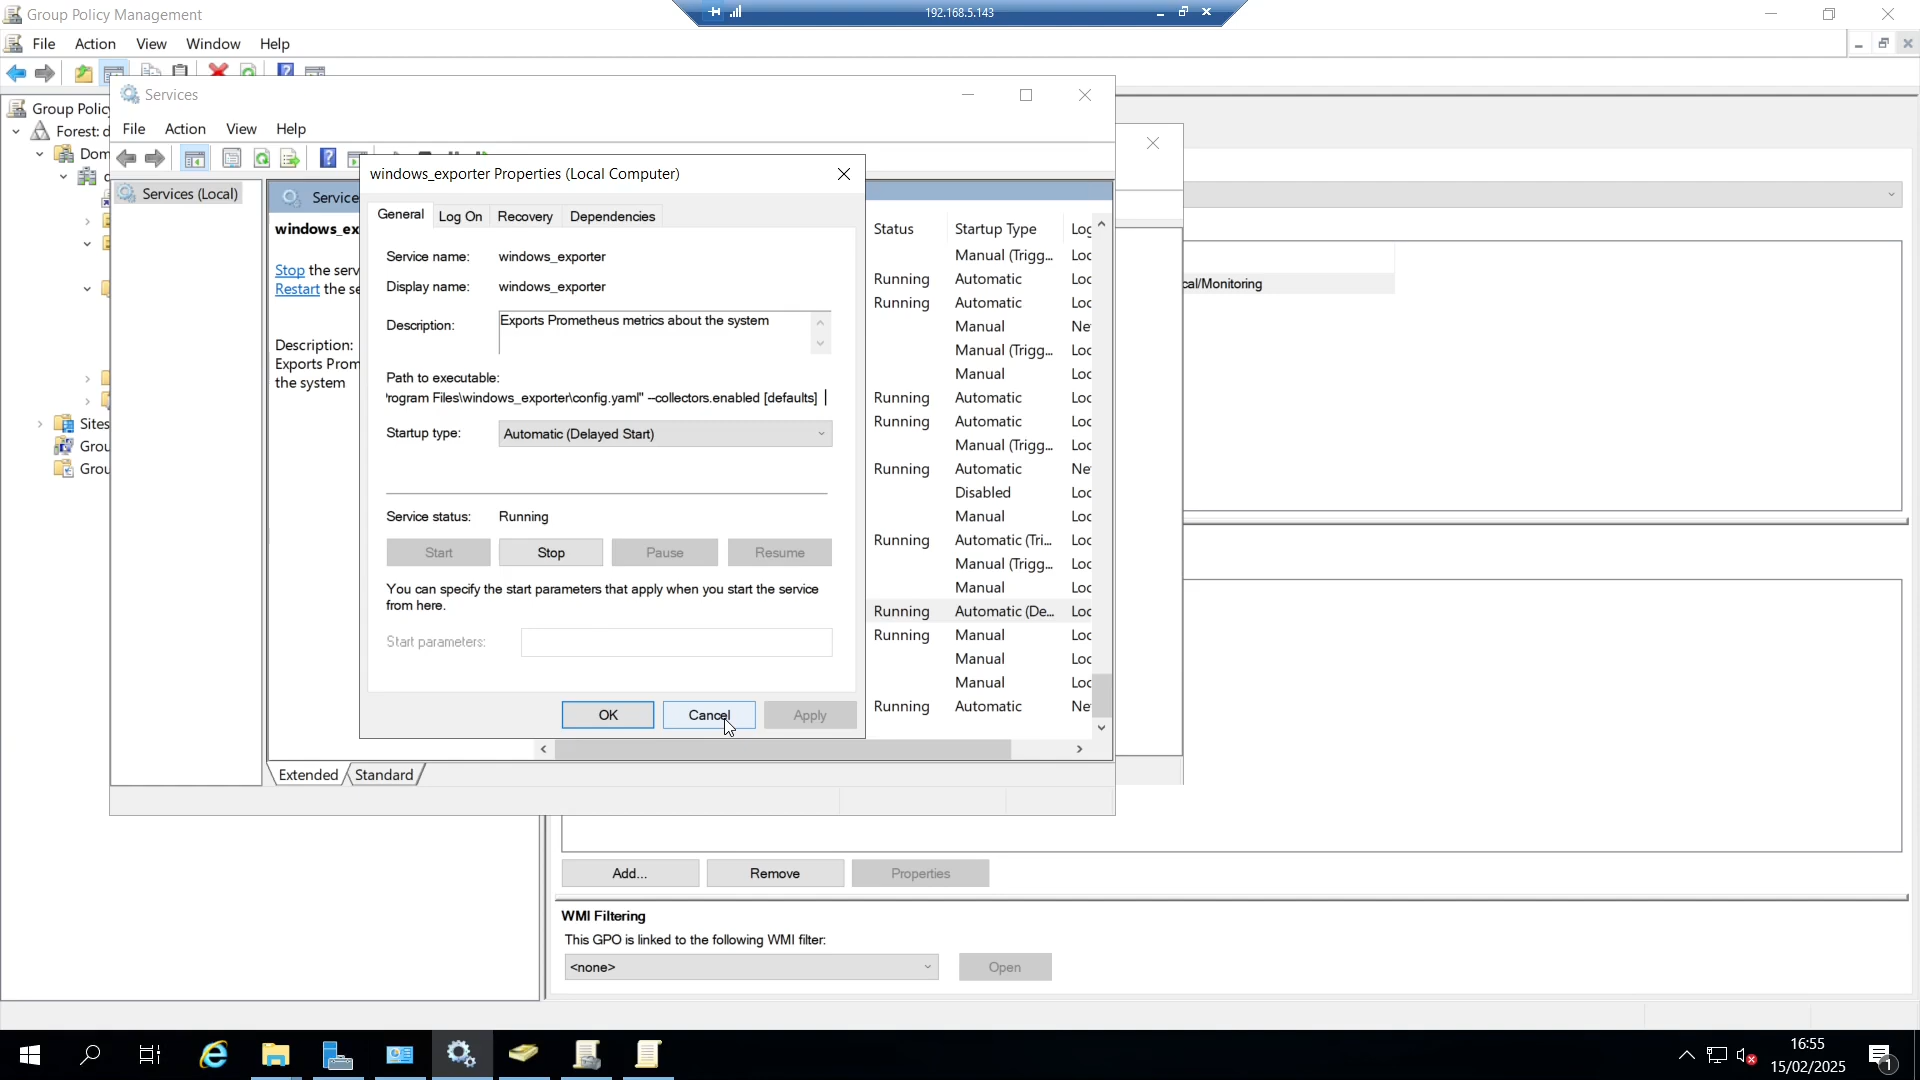 Group Policy Management
192.168.5.143
File Action View Window Help
Group Policy
Forest: d
Dom
d
Sites
Grou
Grou
Services
File Action View Help
Services (Local)
Service
windows_ex
Stop the serv
Restart the se
Description:
Exports Prom
the system
windows_exporter Properties (Local Computer)
General Log On Recovery Dependencies
Service name: windows_exporter
Display name: windows_exporter
Description: Exports Prometheus metrics about the system
Path to executable:
'rogram Files\windows_exporter\config.yaml" --collectors.enabled [defaults]
Startup type: Automatic (Delayed Start)
Service status: Running
Start Stop Pause Resume
You can specify the start parameters that apply when you start the service
from here.
Start parameters:
OK Cancel Apply
Status Startup Type Log
Manual (Trigg... Loc
Running Automatic Loc
Running Automatic Loc
Manual Ne
Manual (Trigg... Loc
Manual Loc
Running Automatic Loc
Running Automatic Loc
Manual (Trigg... Loc
Running Automatic Ne
Disabled Loc
Manual Loc
Running Automatic (Tri... Loc
Manual (Trigg... Loc
Manual Loc
Running Automatic (De... Loc
Running Manual Loc
Manual Loc
Manual Loc
Running Automatic Ne
Extended Standard
cal/Monitoring
Add... Remove Properties
WMI Filtering
This GPO is linked to the following WMI filter:
<none> Open
16:55
15/02/2025
1